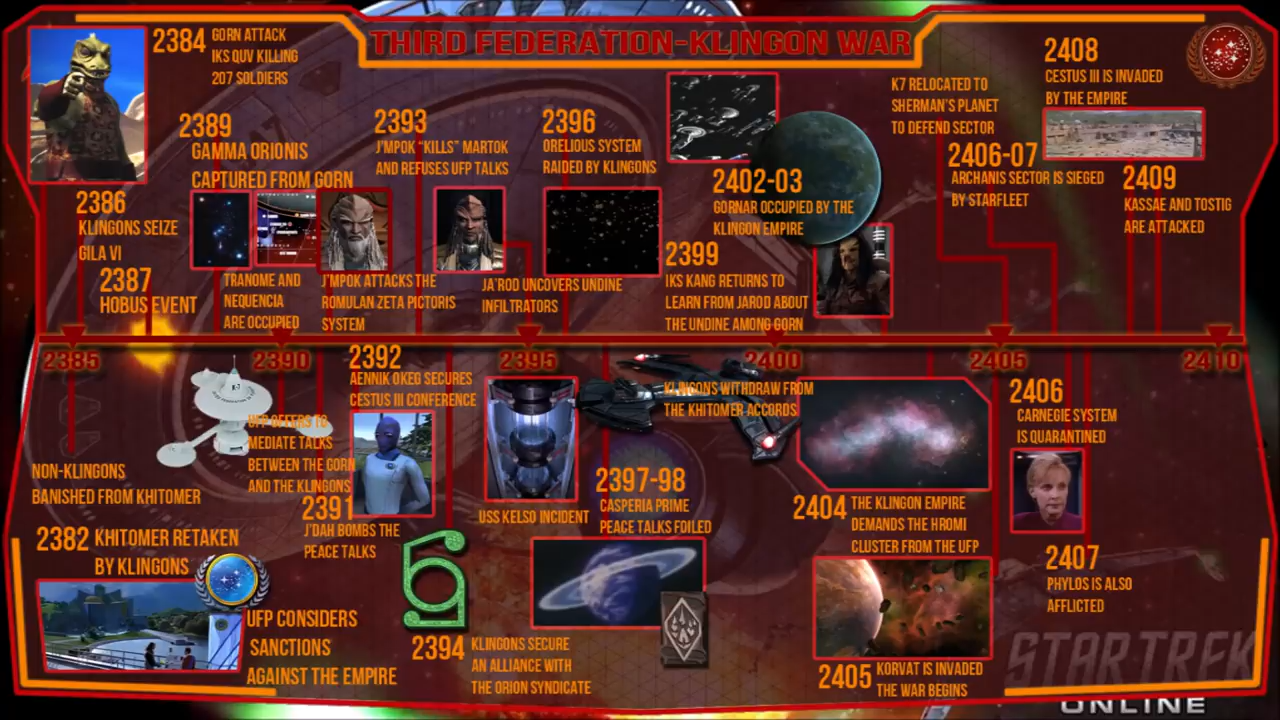 THIRD FEDERATION-KLINGON WAR
2384 GORN ATTACK
IKS QUV KILLING
207 SOLDIERS
2386
KLINGONS SEIZE
GILA VI
2387
HOBUS EVENT
2389
GAMMA ORIONIS
CAPTURED FROM GORN
TRANOME AND
NEQUENCIA
ARE OCCUPIED
J'MPOK ATTACKS THE
ROMULAN ZETA PICTORIS
SYSTEM
2393
J'MPOK "KILLS" MARTOK
AND REFUSES UFP TALKS
JA'ROD UNCOVERS UNDINE
INFILTRATORS
2396
ORELIOUS SYSTEM
RAIDED BY KLINGONS
2399
IKS KANG RETURNS TO
LEARN FROM JAROD ABOUT
THE UNDINE AMONG GORN
2402-03
GORNAR OCCUPIED BY THE
KLINGON EMPIRE
K7 RELOCATED TO
SHERMAN'S PLANET
TO DEFEND SECTOR
2406-07
ARCHANIS SECTOR IS SIEGED
BY STARFLEET
2408
CESTUS III IS INVADED
BY THE EMPIRE
2409
KASSAE AND TOSTIG
ARE ATTACKED
2385
2390
2395
2400
2405
2410
NON-KLINGONS
BANISHED FROM KHITOMER
2382 KHITOMER RETAKEN
BY KLINGONS
UFP CONSIDERS
SANCTIONS
AGAINST THE EMPIRE
UFP OFFERS TO
MEDIATE TALKS
BETWEEN THE GORN
AND THE KLINGONS
2391
J'DAH BOMBS THE
PEACE TALKS
2392
AENNIK OKEG SECURES
CESTUS III CONFERENCE
2394 KLINGONS SECURE
AN ALLIANCE WITH
THE ORION SYNDICATE
USS KELSO INCIDENT
2397-98
CASPERIA PRIME
PEACE TALKS FOILED
KLINGONS WITHDRAW FROM
THE KHITOMER ACCORDS
2404 THE KLINGON EMPIRE
DEMANDS THE HROMI
CLUSTER FROM THE UFP
2405 KORVAT IS INVADED
THE WAR BEGINS
2406
CARNEGIE SYSTEM
IS QUARANTINED
2407
PHYLOS IS ALSO
AFFLICTED
STAR TREK
ONLINE